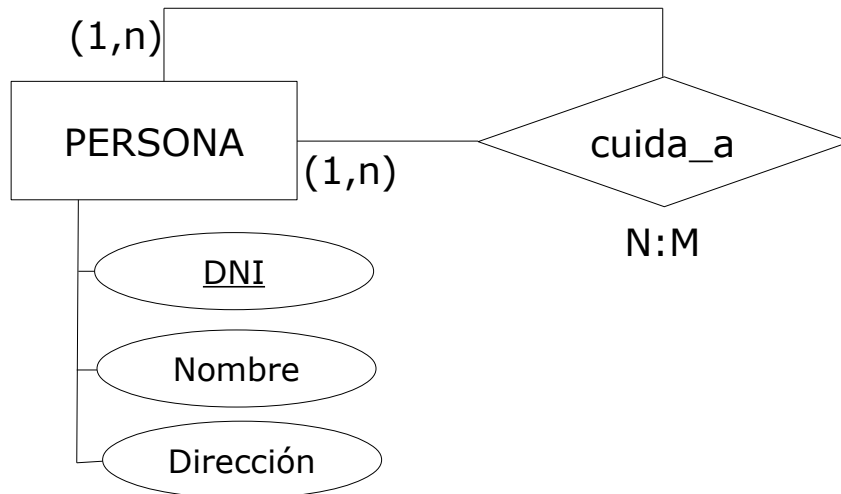 (1,n)
PERSONA
cuida_a
(1,n)
N:M
DNI
Nombre
Dirección